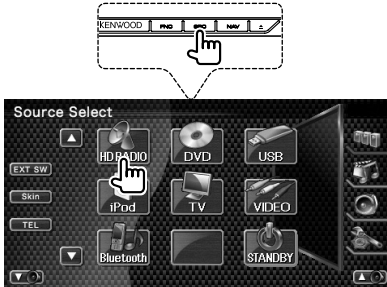 KENWOOD FNC SRC NAV
Source Select
HD RADIO DVD USB
EXT SW
Skin
iPod TV VIDEO
TEL
Bluetooth STANDBY